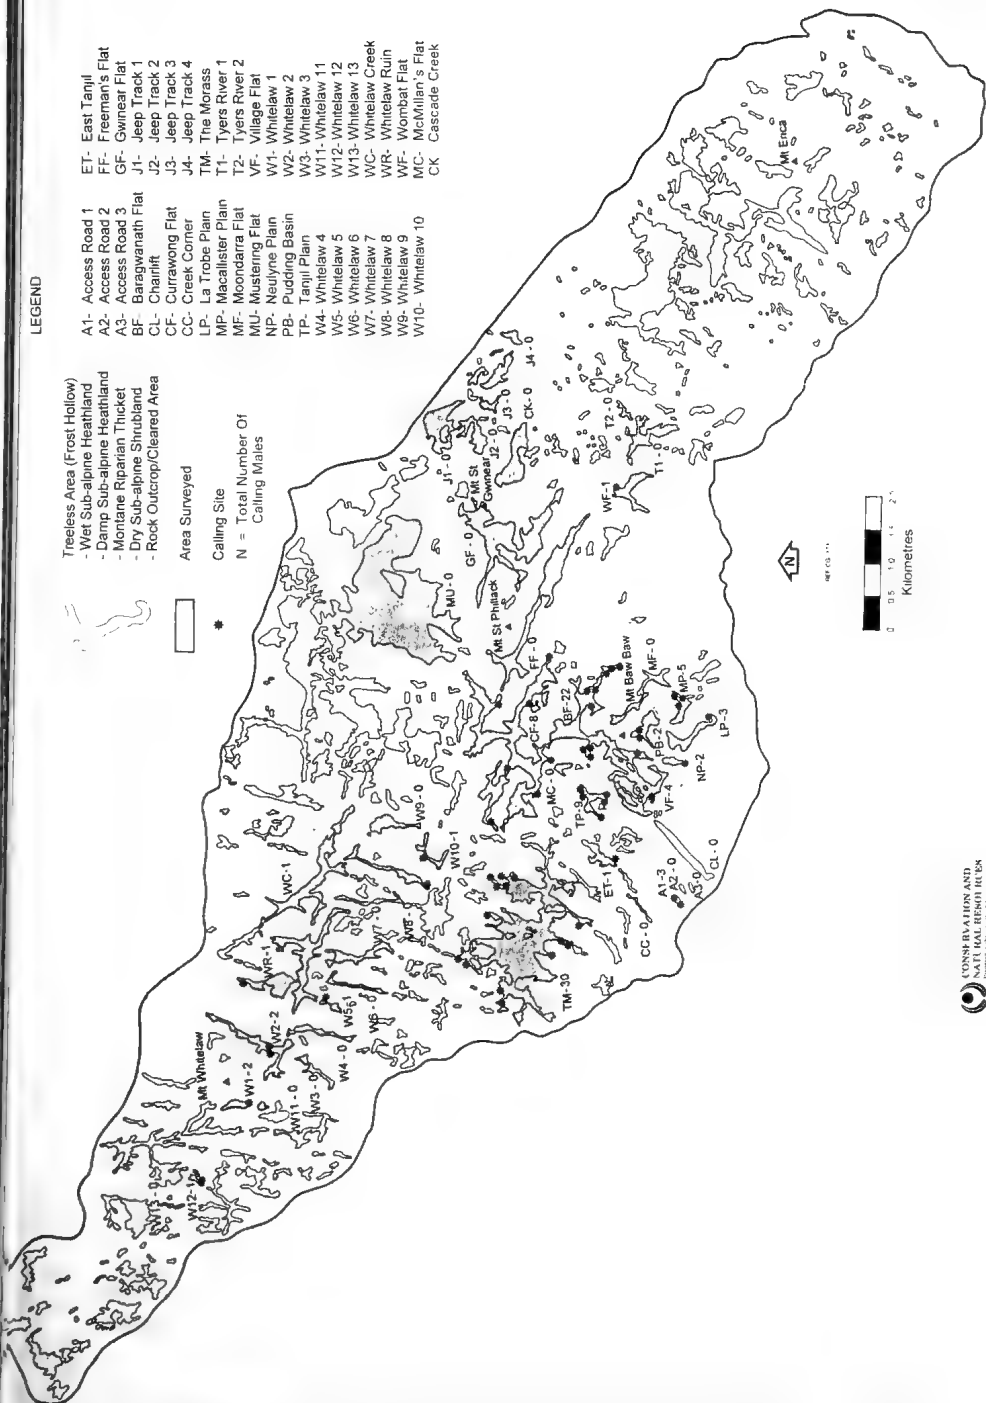 LEGEND
Treeless Area (Frost Hollow)
- Wet Sub-alpine Heathland
- Damp Sub-alpine Heathland
- Montane Riparian Thicket
- Dry Sub-alpine Shrubland
- Rock Outcrop/Cleared Area
Area Surveyed
Calling Site
N = Total Number Of
Calling Males
A1- Access Road 1
A2- Access Road 2
A3- Access Road 3
BF- Baragwanath Flat
CL- Chairlift
CF- Currawong Flat
CC- Creek Corner
LP- La Trobe Plain
MP- Macallister Plain
MF- Moondarra Flat
MU- Mustering Flat
NP- Neulyne Plain
PB- Pudding Basin
TP- Tanjil Plain
W4- Whitelaw 4
W5- Whitelaw 5
W6- Whitelaw 6
W7- Whitelaw 7
W8- Whitelaw 8
W9- Whitelaw 9
W10- Whitelaw 10
ET- East Tanjil
FF- Freeman's Flat
GF- Gwinear Flat
J1- Jeep Track 1
J2- Jeep Track 2
J3- Jeep Track 3
J4- Jeep Track 4
TM- The Morass
T1- Tyers River 1
T2- Tyers River 2
VF- Village Flat
W1- Whitelaw 1
W2- Whitelaw 2
W3- Whitelaw 3
W11- Whitelaw 11
W12- Whitelaw 12
W13- Whitelaw 13
WC- Whitelaw Creek
WR- Whitelaw Ruin
WF- Wombat Flat
MC- McMillan's Flat
CK Cascade Creek
W13-0
W12-1
Mt Whitelaw
W1-2
W11-0
W3-0
W2-2
W4-0
WR-1
W6-0
W7-0
W8-0
WC-1
W9-0
W10-1
TM-30
CC-0
ET-1
A1-3
A2-0
A3-0
CL-0
MC-0
TP-9
VF-4
CF-8
BF-22
FF-0
PB-2
NP-2
Mt Baw Baw
MF-0
MP-5
LP-3
MU-0
Mt St Phillack
GF-0
Mt St
Gwinear
J1-0
J2-0
J3-0
J4-0
CK-0
WF-1
T1-0
T2-0
Mt Erica
N
0 0.5 1.0
Kilometres
CONSERVATION AND
NATURAL RESOURCES